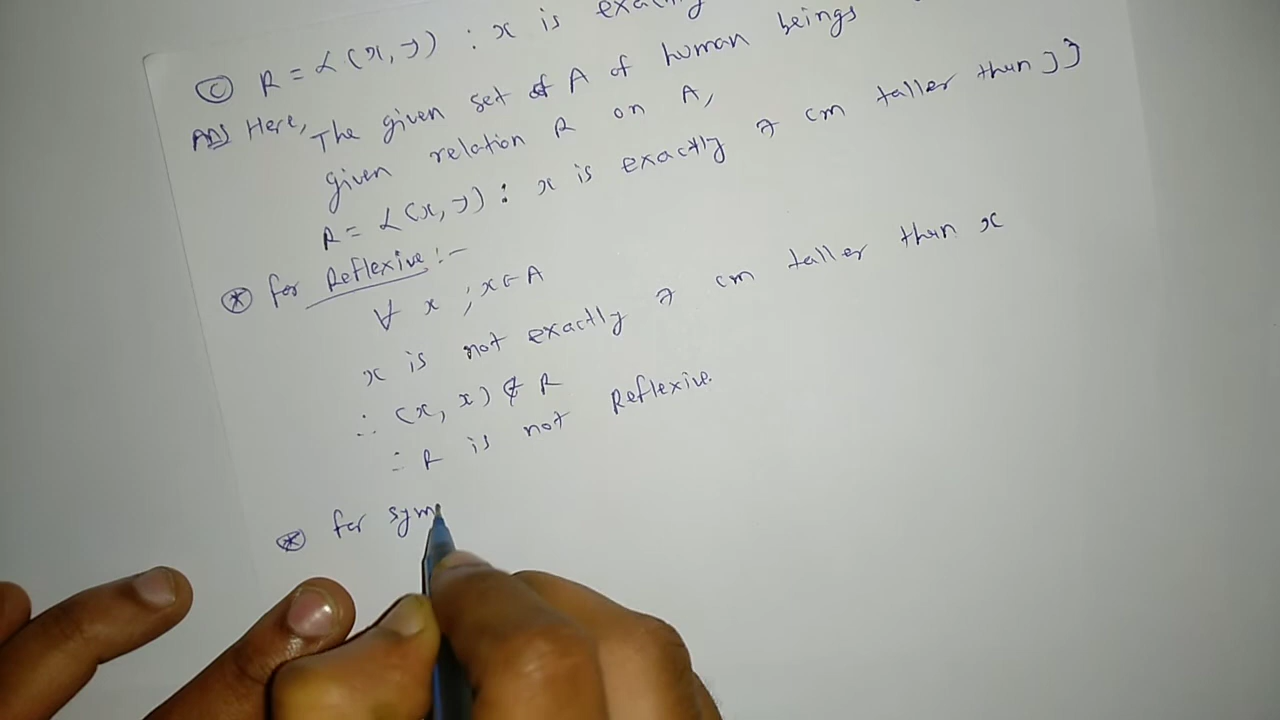 (C) R = {(x, y) : x is exactly
Ans Here, The given set of A of human beings
given relation R on A,
R = {(x, y) : x is exactly 7 cm taller than y}
* for Reflexive :-
∀ x ; x ∈ A
x is not exactly 7 cm taller than x
∴ (x, x) ∉ R
∴ R is not Reflexive.
* for sym